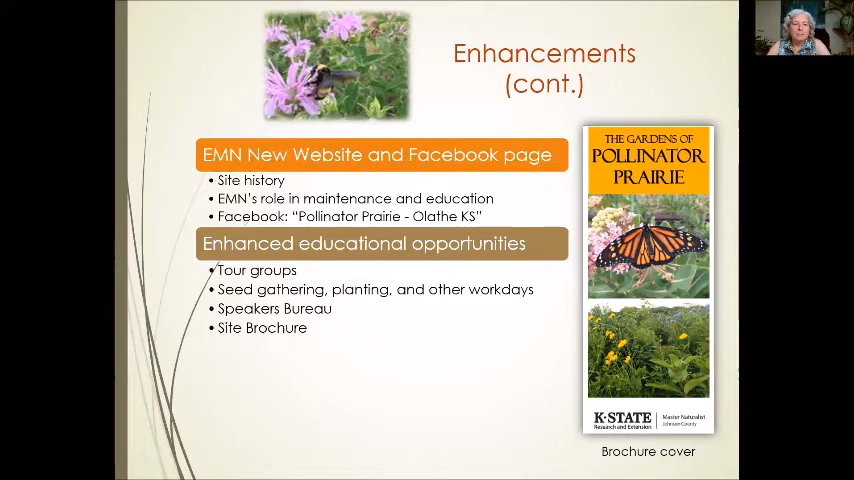 Enhancements
(cont.)
EMN New Website and Facebook page
• Site history
• EMN's role in maintenance and education
• Facebook: "Pollinator Prairie - Olathe KS"
Enhanced educational opportunities
• Tour groups
• Seed gathering, planting, and other workdays
• Speakers Bureau
• Site Brochure
THE GARDENS OF
POLLINATOR
PRAIRIE
K-STATE
Research and Extension
Master Naturalist
Johnson County
Brochure cover